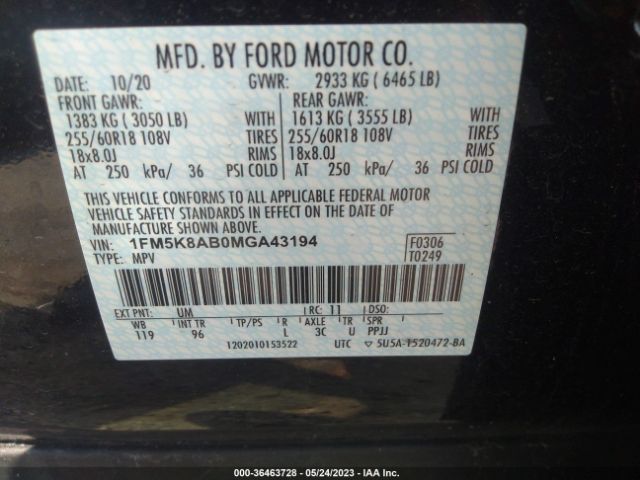 MFD. BY FORD MOTOR CO.
DATE: 10/20 GVWR: 2933 KG ( 6465 LB)
FRONT GAWR: REAR GAWR:
1383 KG ( 3050 LB) WITH 1613 KG ( 3555 LB) WITH
255/60R18 108V TIRES 255/60R18 108V TIRES
18x8.0J RIMS 18x8.0J RIMS
AT 250 kPa/ 36 PSI COLD AT 250 kPa/ 36 PSI COLD
THIS VEHICLE CONFORMS TO ALL APPLICABLE FEDERAL MOTOR
VEHICLE SAFETY STANDARDS IN EFFECT ON THE DATE OF
MANUFACTURE SHOWN ABOVE.
VIN: 1FM5K8AB0MGA43194 F0306
TYPE: MPV T0249
EXT PNT: UM RC: 11 DSO:
WB INT TR TP/PS R AXLE TR SPR
119 96 L 3C U PPJJ
1202010153522 UTC ▽ 5U5A-1520472-BA
000-36463728 - 05/24/2023 - IAA Inc.